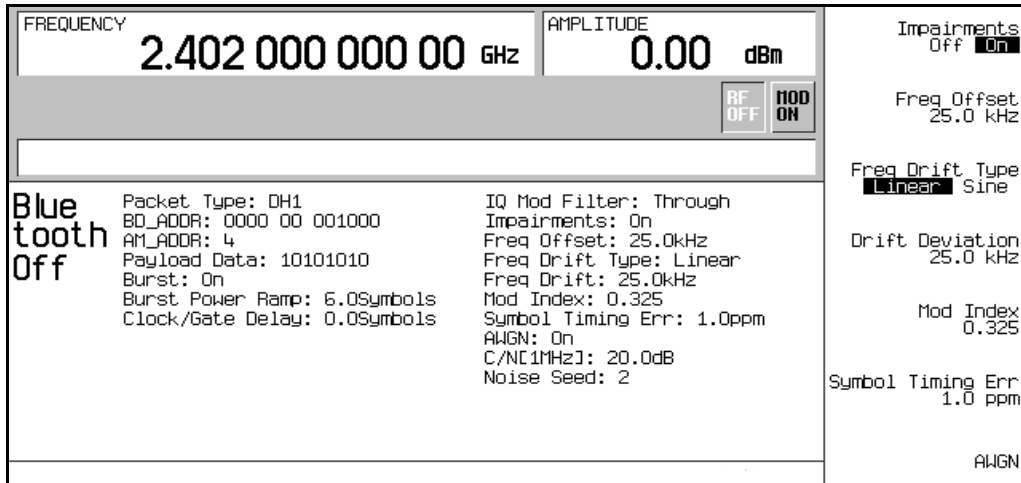 FREQUENCY
2.402 000 000 00 GHz
AMPLITUDE
0.00 dBm
RF OFF
MOD ON
Bluetooth Off
Packet Type: DH1
BD_ADDR: 0000 00 001000
AM_ADDR: 4
Payload Data: 10101010
Burst: On
Burst Power Ramp: 6.0Symbols
Clock/Gate Delay: 0.0Symbols
IQ Mod Filter: Through
Impairments: On
Freq Offset: 25.0kHz
Freq Drift Type: Linear
Freq Drift: 25.0kHz
Mod Index: 0.325
Symbol Timing Err: 1.0ppm
AWGN: On
C/N[1MHz]: 20.0dB
Noise Seed: 2
Impairments
Off On
Freq Offset
25.0 kHz
Freq Drift Type
Linear Sine
Drift Deviation
25.0 kHz
Mod Index
0.325
Symbol Timing Err
1.0 ppm
AWGN